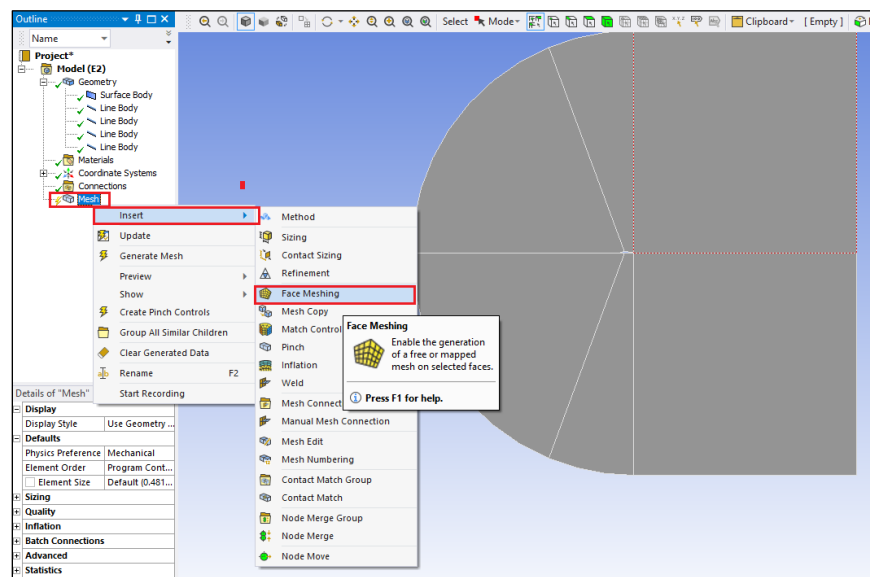 Outline
Select
Mode
Clipboard
[ Empty ]
Name
Project*
Model (E2)
Geometry
Surface Body
Line Body
Line Body
Line Body
Line Body
Materials
Coordinate Systems
Connections
Mesh
Insert
Update
Generate Mesh
Preview
Show
Create Pinch Controls
Group All Similar Children
Clear Generated Data
Rename F2
Start Recording
Method
Sizing
Contact Sizing
Refinement
Face Meshing
Mesh Copy
Match Control
Pinch
Inflation
Weld
Mesh Connect
Manual Mesh Connection
Mesh Edit
Mesh Numbering
Contact Match Group
Contact Match
Node Merge Group
Node Merge
Node Move
Face Meshing
Enable the generation
of a free or mapped
mesh on selected faces.
Press F1 for help.
Details of "Mesh"
Display
Display Style Use Geometry ...
Defaults
Physics Preference Mechanical
Element Order Program Cont...
Element Size Default (0.481...
Sizing
Quality
Inflation
Batch Connections
Advanced
Statistics